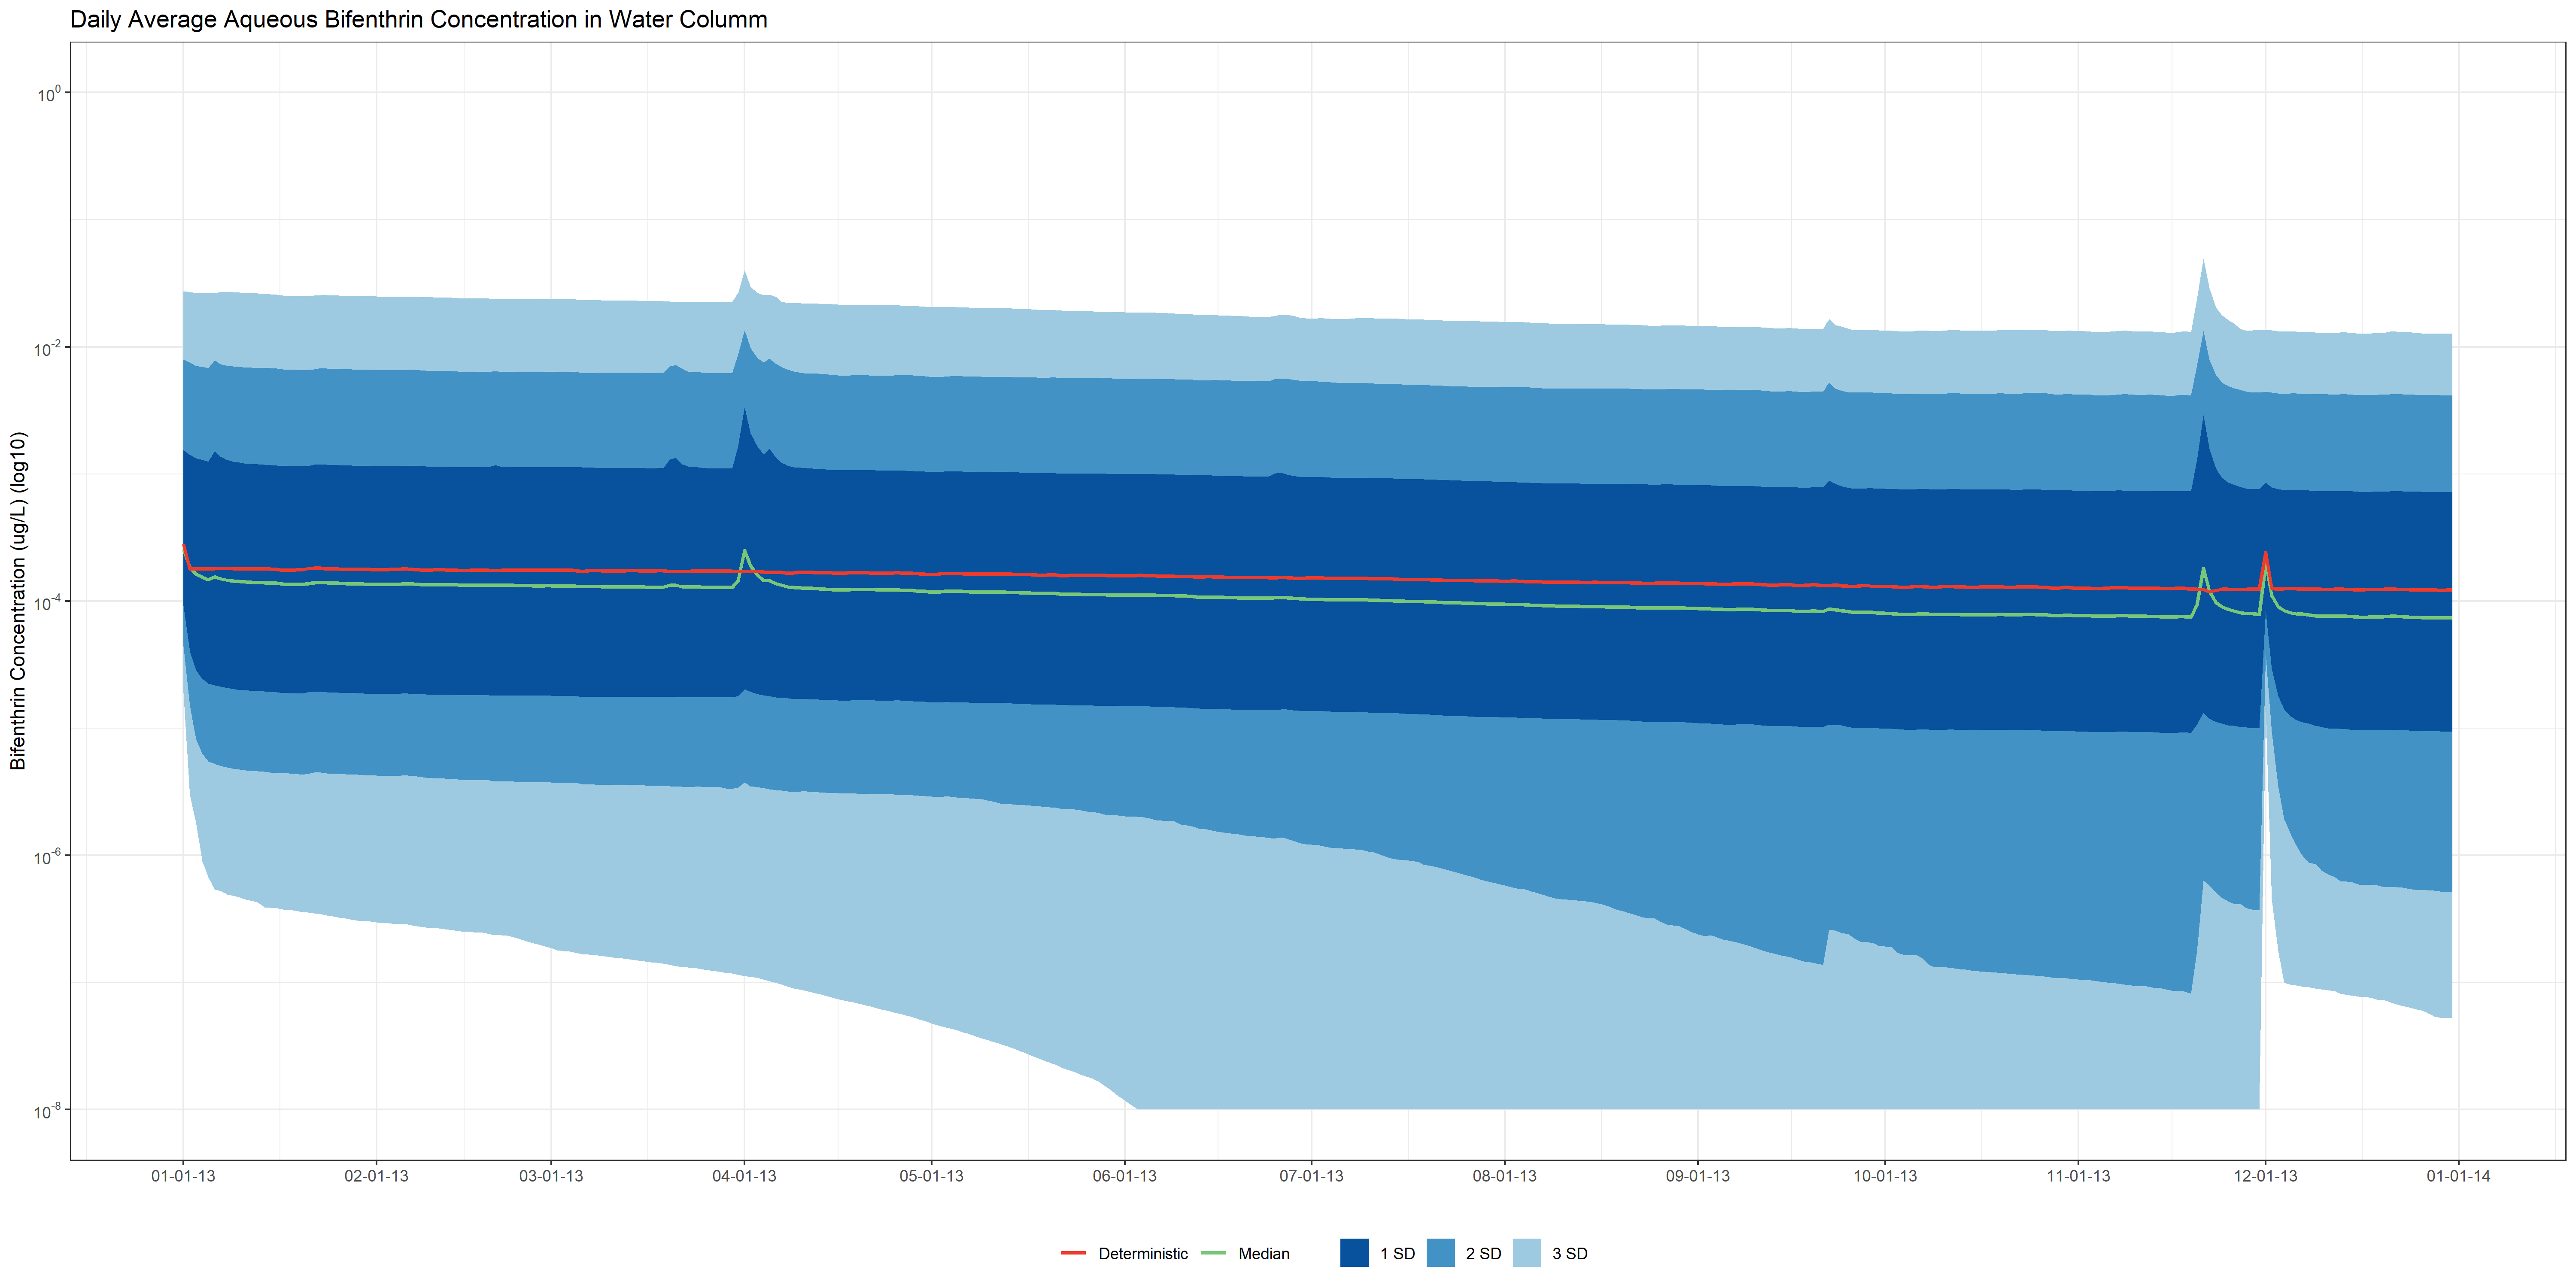 Daily Average Aqueous Bifenthrin Concentration in Water Columm
Bifenthrin Concentration (ug/L) (log10)
10^0
10^-2
10^-4
10^-6
10^-8
01-01-13 02-01-13 03-01-13 04-01-13 05-01-13 06-01-13 07-01-13 08-01-13 09-01-13 10-01-13 11-01-13 12-01-13 01-01-14
Deterministic Median 1 SD 2 SD 3 SD